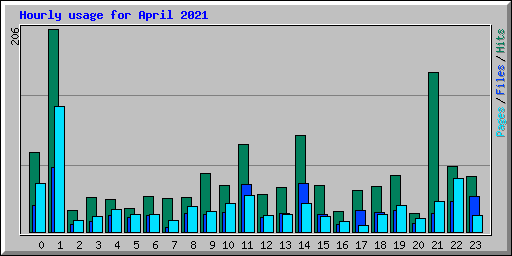 Hourly usage for April 2021
206
Pages/Files/Hits
0 1 2 3 4 5 6 7 8 9 10 11 12 13 14 15 16 17 18 19 20 21 22 23